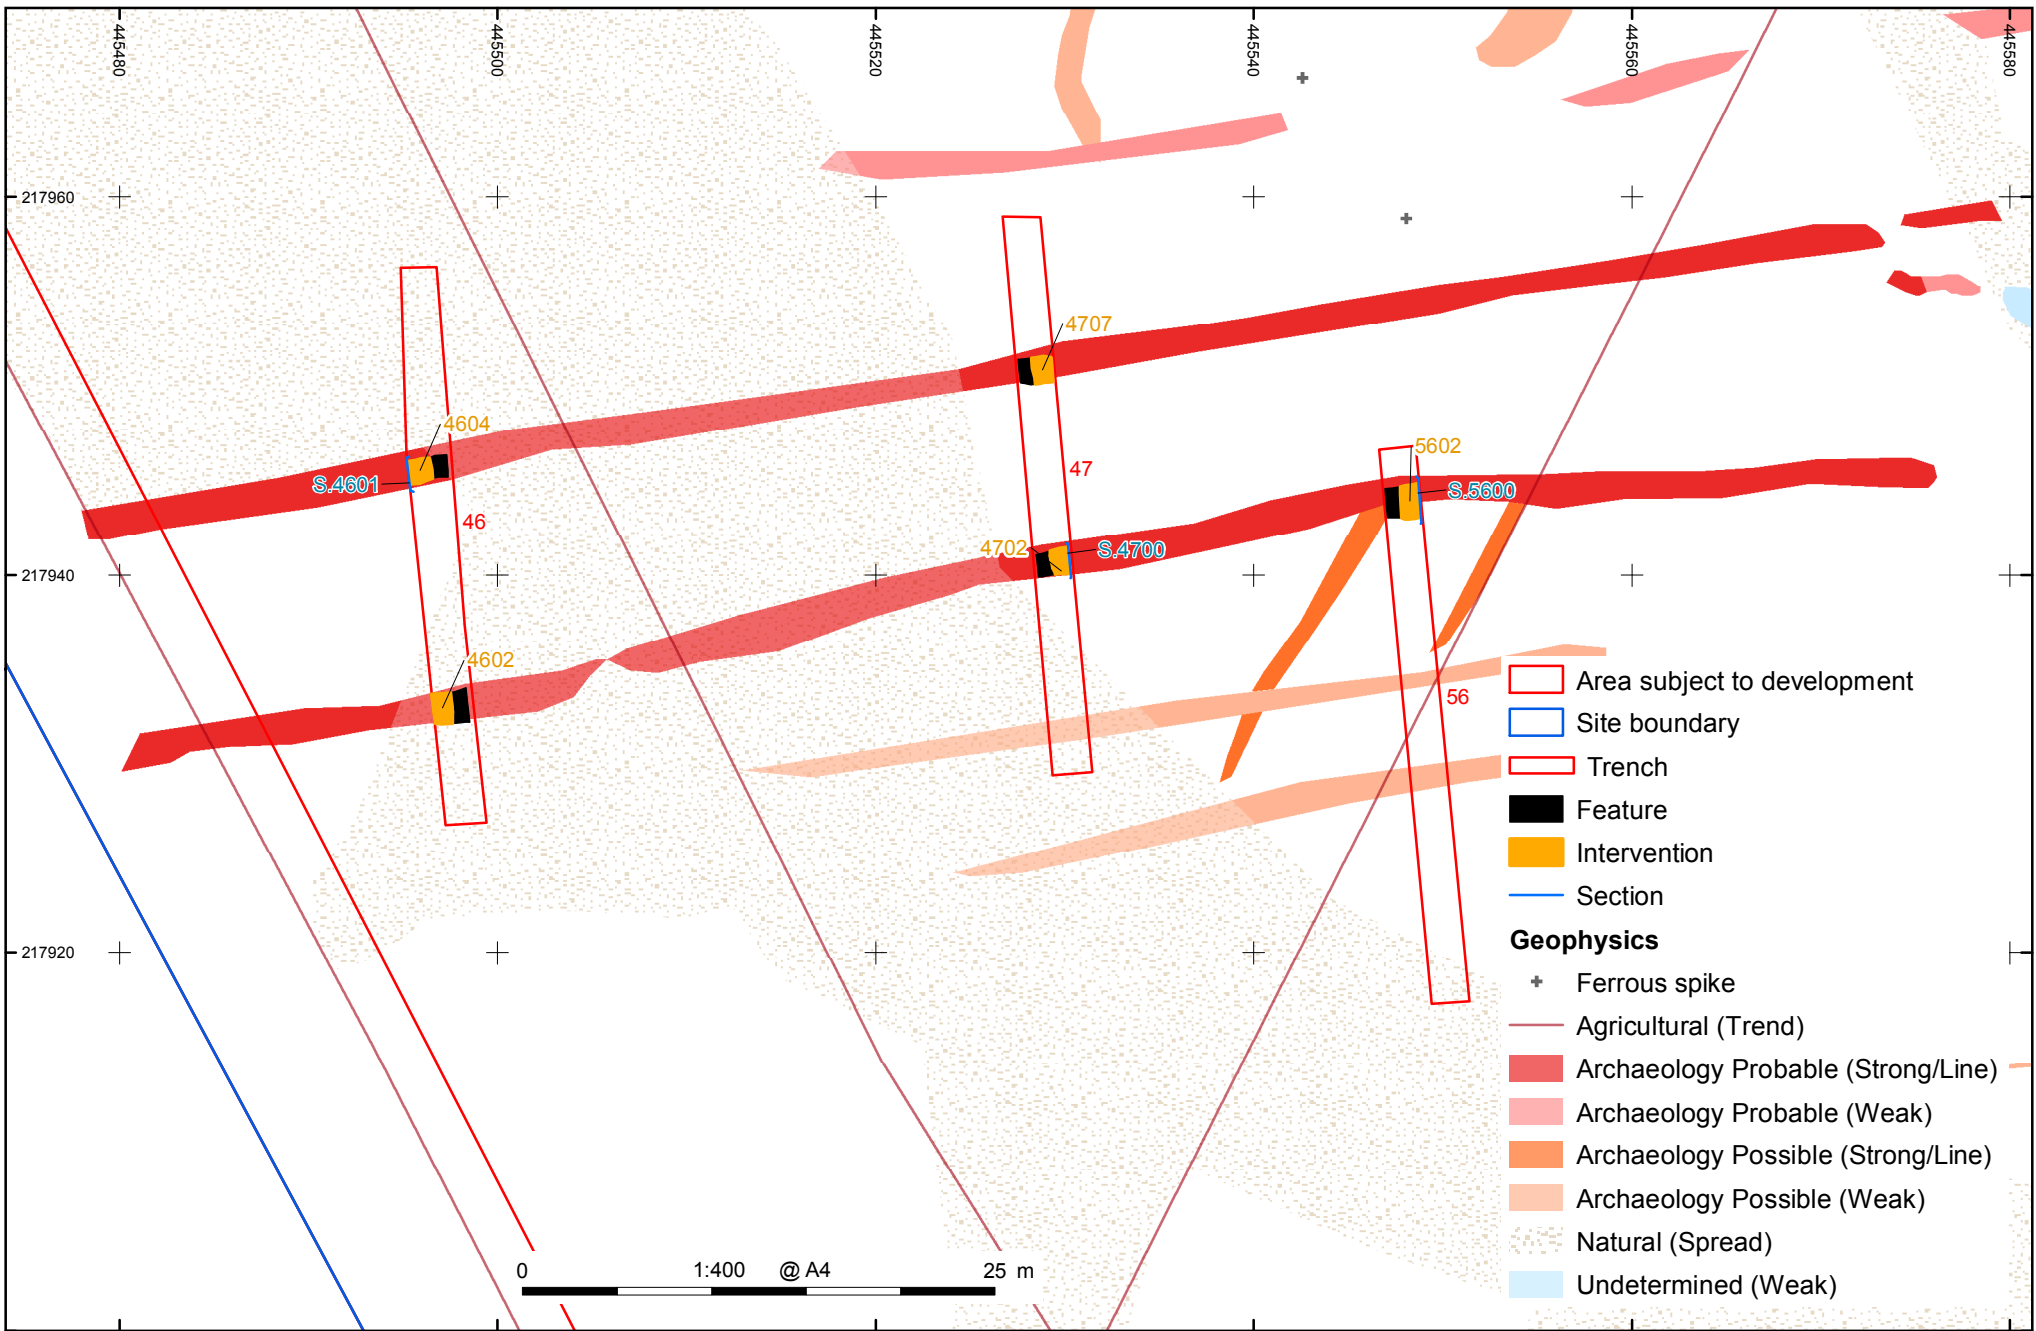 445480
445500
445520
445540
445560
445580
217960
4707
4604
S.4601
47
5602
S.5600
46
4702
S.4700
217940
4602
56
217920
Area subject to development
Site boundary
Trench
Feature
Intervention
Section
Geophysics
Ferrous spike
Agricultural (Trend)
Archaeology Probable (Strong/Line)
Archaeology Probable (Weak)
Archaeology Possible (Strong/Line)
Archaeology Possible (Weak)
Natural (Spread)
Undetermined (Weak)
0 1:400 @ A4 25 m